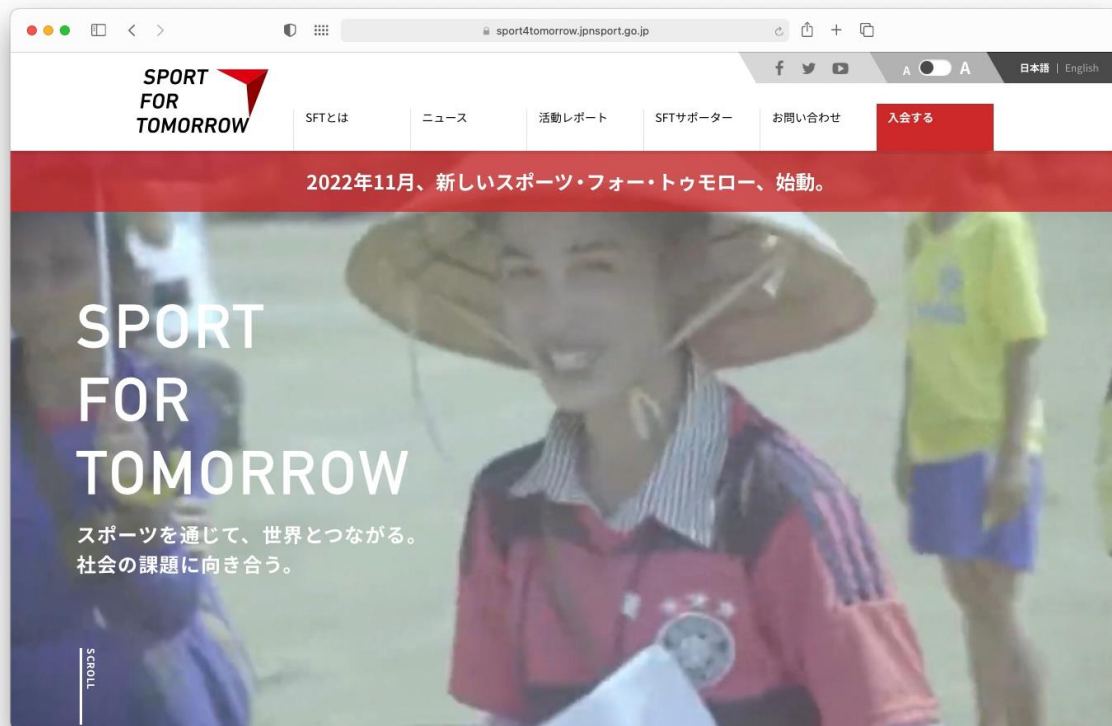 sport4tomorrow.jpnsport.go.jp
A A
日本語 | English
SPORT
FOR
TOMORROW
SFTとは
ニュース
活動レポート
SFTサポーター
お問い合わせ
入会する
2022年11月、新しいスポーツ・フォー・トゥモロー、始動。
SPORT
FOR
TOMORROW
スポーツを通じて、世界とつながる。
社会の課題に向き合う。
SCROLL